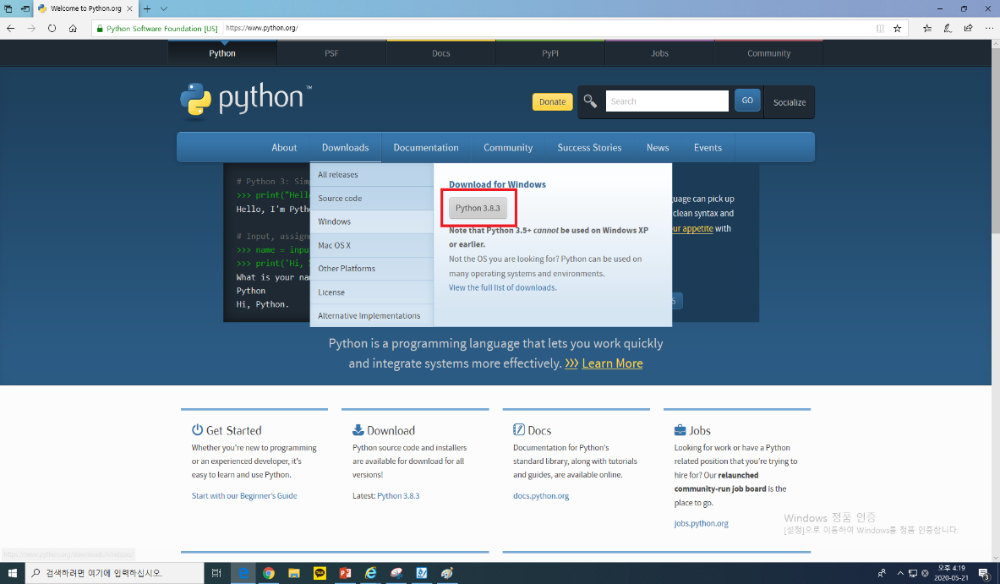 Welcome to Python.org
Python Software Foundation [US]
https://www.python.org/
Python
PSF
Docs
PyPI
Jobs
Community
python™
Donate
Search
GO
Socialize
About
Downloads
Documentation
Community
Success Stories
News
Events
# Python 3: Sim
>>> print("Hello
Hello, I'm Pyth
# Input, assign
>>> name = inpu
>>> print('Hi,
What is your na
Python
Hi, Python.
All releases
Source code
Windows
Mac OS X
Other Platforms
License
Alternative Implementations
Download for Windows
Python 3.8.3
Note that Python 3.5+ cannot be used on Windows XP
or earlier.
Not the OS you are looking for? Python can be used on
many operating systems and environments.
View the full list of downloads.
uage can pick up
clean syntax and
ur appetite with
5
Python is a programming language that lets you work quickly
and integrate systems more effectively. >>> Learn More
Get Started
Whether you're new to programming
or an experienced developer, it's
easy to learn and use Python.
Start with our Beginner's Guide
Download
Python source code and installers
are available for download for all
versions!
Latest: Python 3.8.3
Docs
Documentation for Python's
standard library, along with tutorials
and guides, are available online.
docs.python.org
Jobs
Looking for work or have a Python
related position that you're trying to
hire for? Our relaunched
community-run job board is the
place to go.
jobs.python.org
Windows 정품 인증
[설정]으로 이동하여 Windows를 정품 인증합니다.
https://www.python.org/downloads/windows/
검색하려면 여기에 입력하십시오.
TALK
오후 4:19
2020-05-21
3